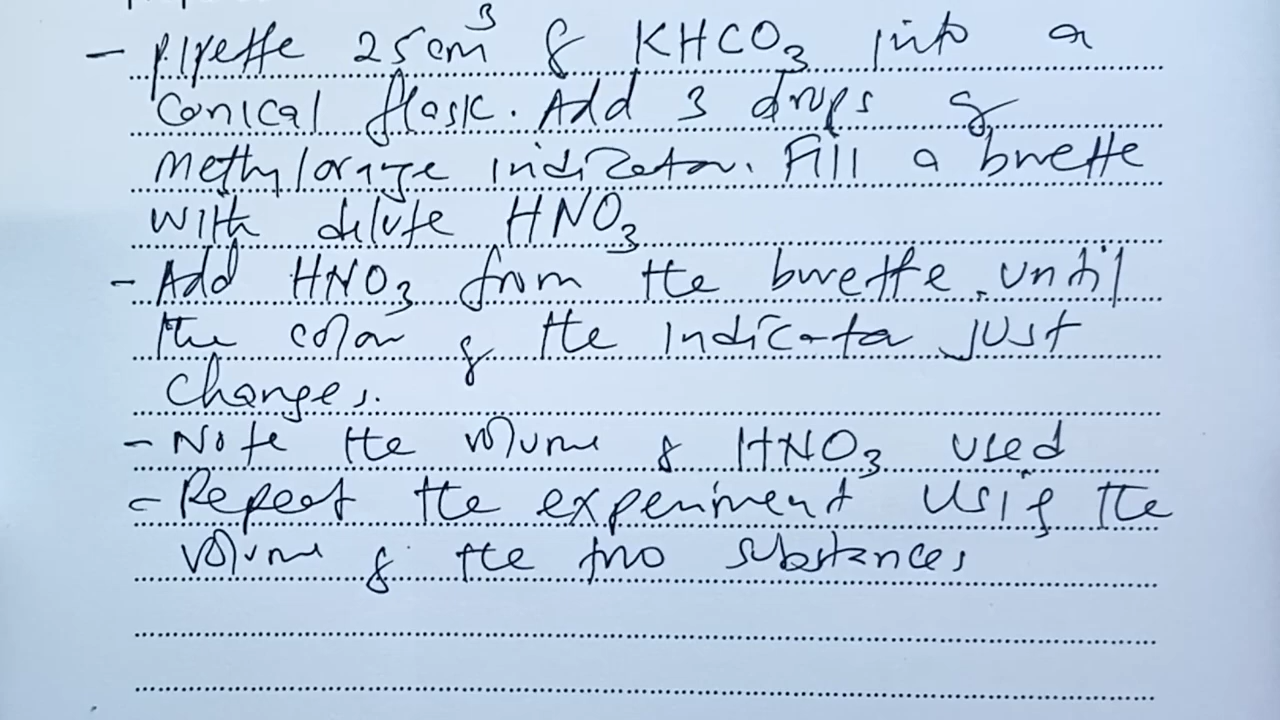 - pipette 25cm³ of KHCO₃ into a
conical flask. Add 3 drops of
methylorange indicator. Fill a burette
with dilute HNO₃
- Add HNO₃ from the burette until
the colour of the indicator just
changes.
- Note the volume of HNO₃ used
- Repeat the experiment using the
volume of the two substances